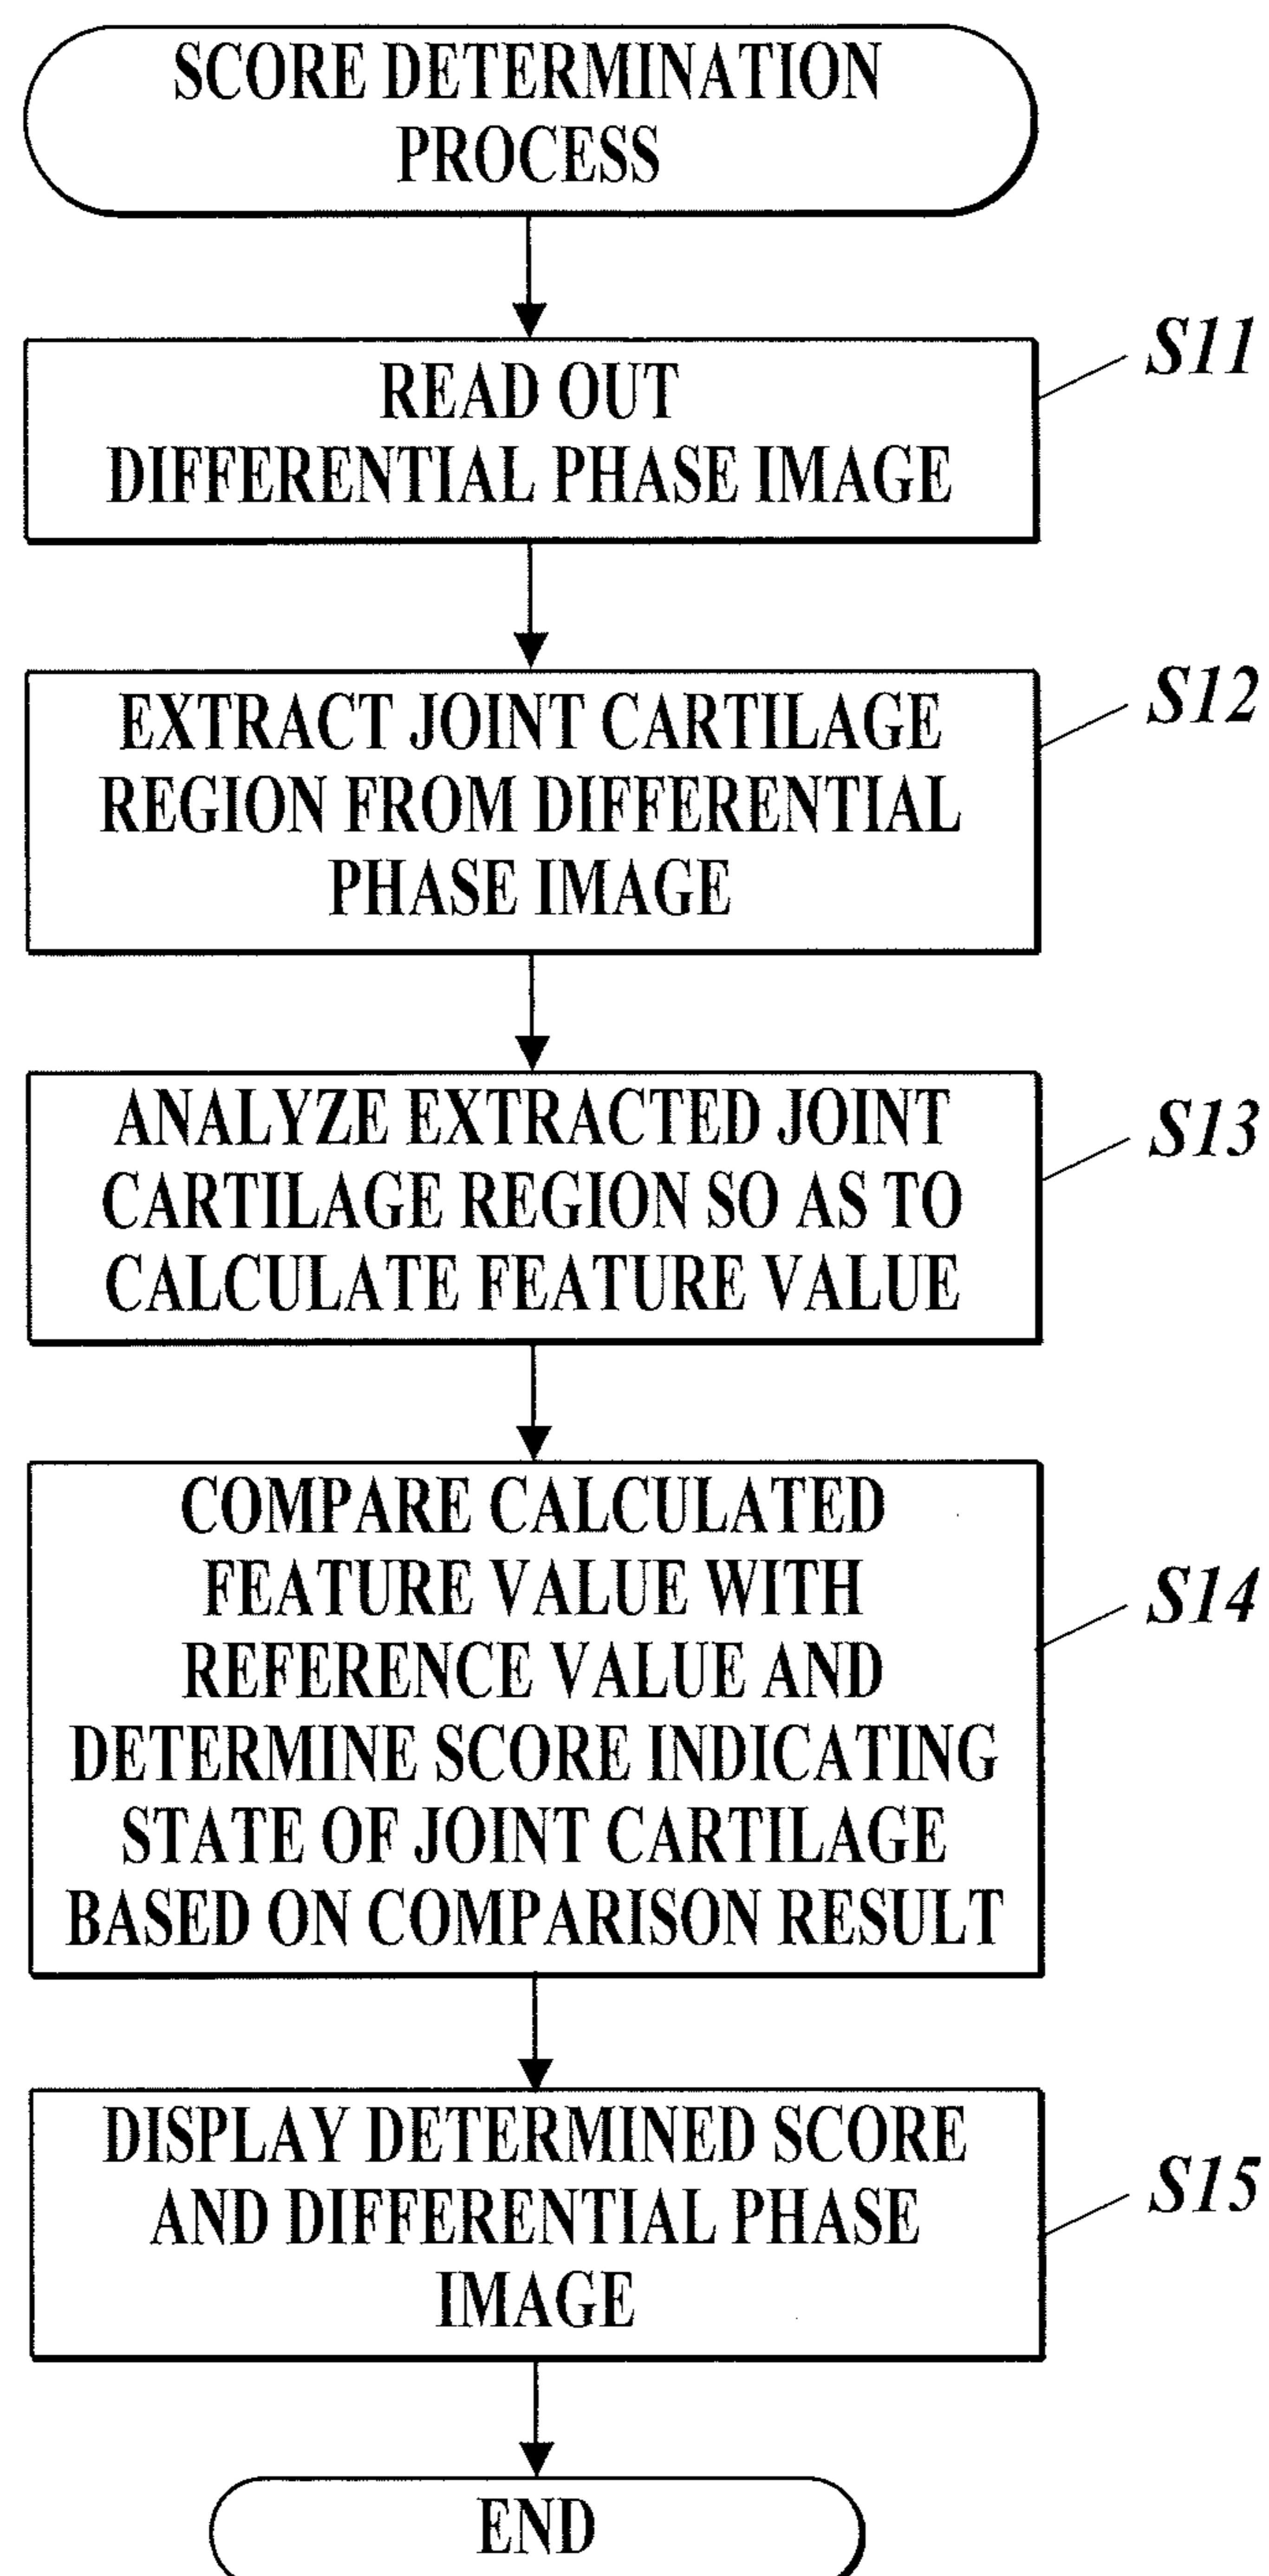 SCORE DETERMINATION
PROCESS
S11
READ OUT
DIFFERENTIAL PHASE IMAGE
S12
EXTRACT JOINT CARTILAGE
REGION FROM DIFFERENTIAL
PHASE IMAGE
S13
ANALYZE EXTRACTED JOINT
CARTILAGE REGION SO AS TO
CALCULATE FEATURE VALUE
S14
COMPARE CALCULATED
FEATURE VALUE WITH
REFERENCE VALUE AND
DETERMINE SCORE INDICATING
STATE OF JOINT CARTILAGE
BASED ON COMPARISON RESULT
S15
DISPLAY DETERMINED SCORE
AND DIFFERENTIAL PHASE
IMAGE
END